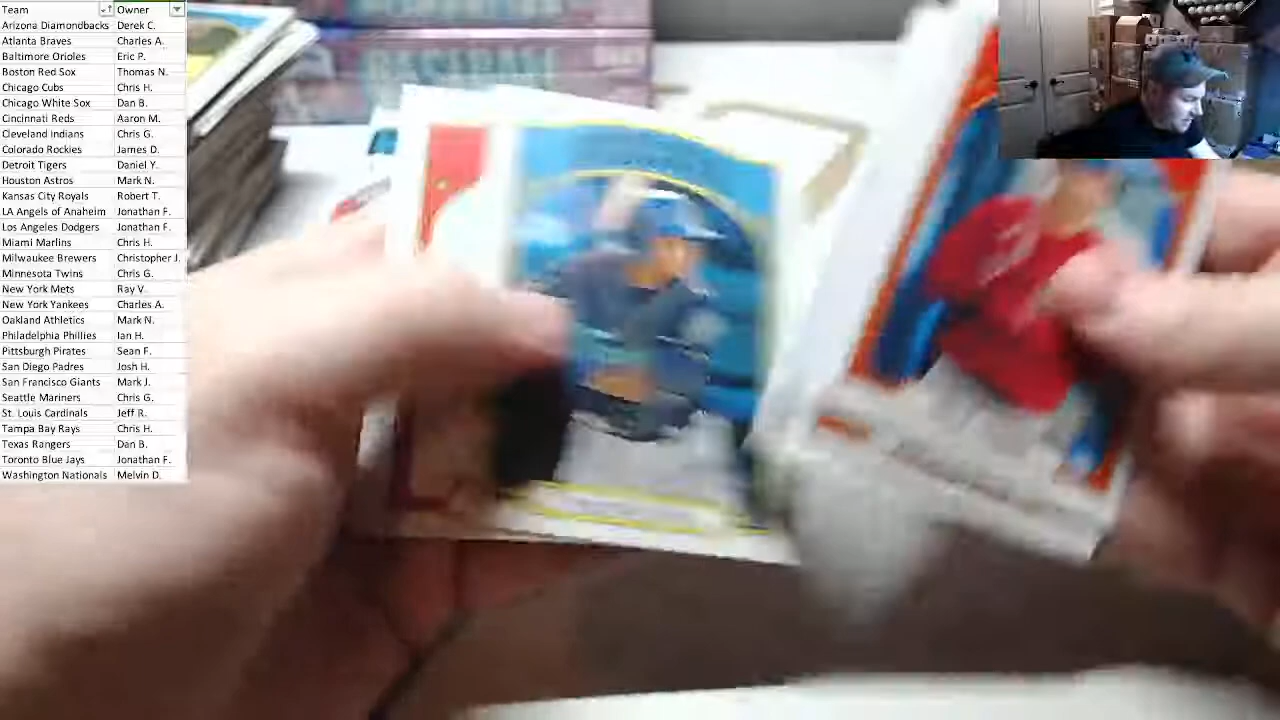 Team Owner
Arizona Diamondbacks Derek C.
Atlanta Braves Charles A.
Baltimore Orioles Eric P.
Boston Red Sox Thomas N.
Chicago Cubs Chris H.
Chicago White Sox Dan B.
Cincinnati Reds Aaron M.
Cleveland Indians Chris G.
Colorado Rockies James D.
Detroit Tigers Daniel Y.
Houston Astros Mark N.
Kansas City Royals Robert T.
LA Angels of Anaheim Jonathan F.
Los Angeles Dodgers Jonathan F.
Miami Marlins Chris H.
Milwaukee Brewers Christopher J.
Minnesota Twins Chris G.
New York Mets Ray V.
New York Yankees Charles A.
Oakland Athletics Mark N.
Philadelphia Phillies Ian H.
Pittsburgh Pirates Sean F.
San Diego Padres Josh H.
San Francisco Giants Mark J.
Seattle Mariners Chris G.
St. Louis Cardinals Jeff R.
Tampa Bay Rays Chris H.
Texas Rangers Dan B.
Toronto Blue Jays Jonathan F.
Washington Nationals Melvin D.